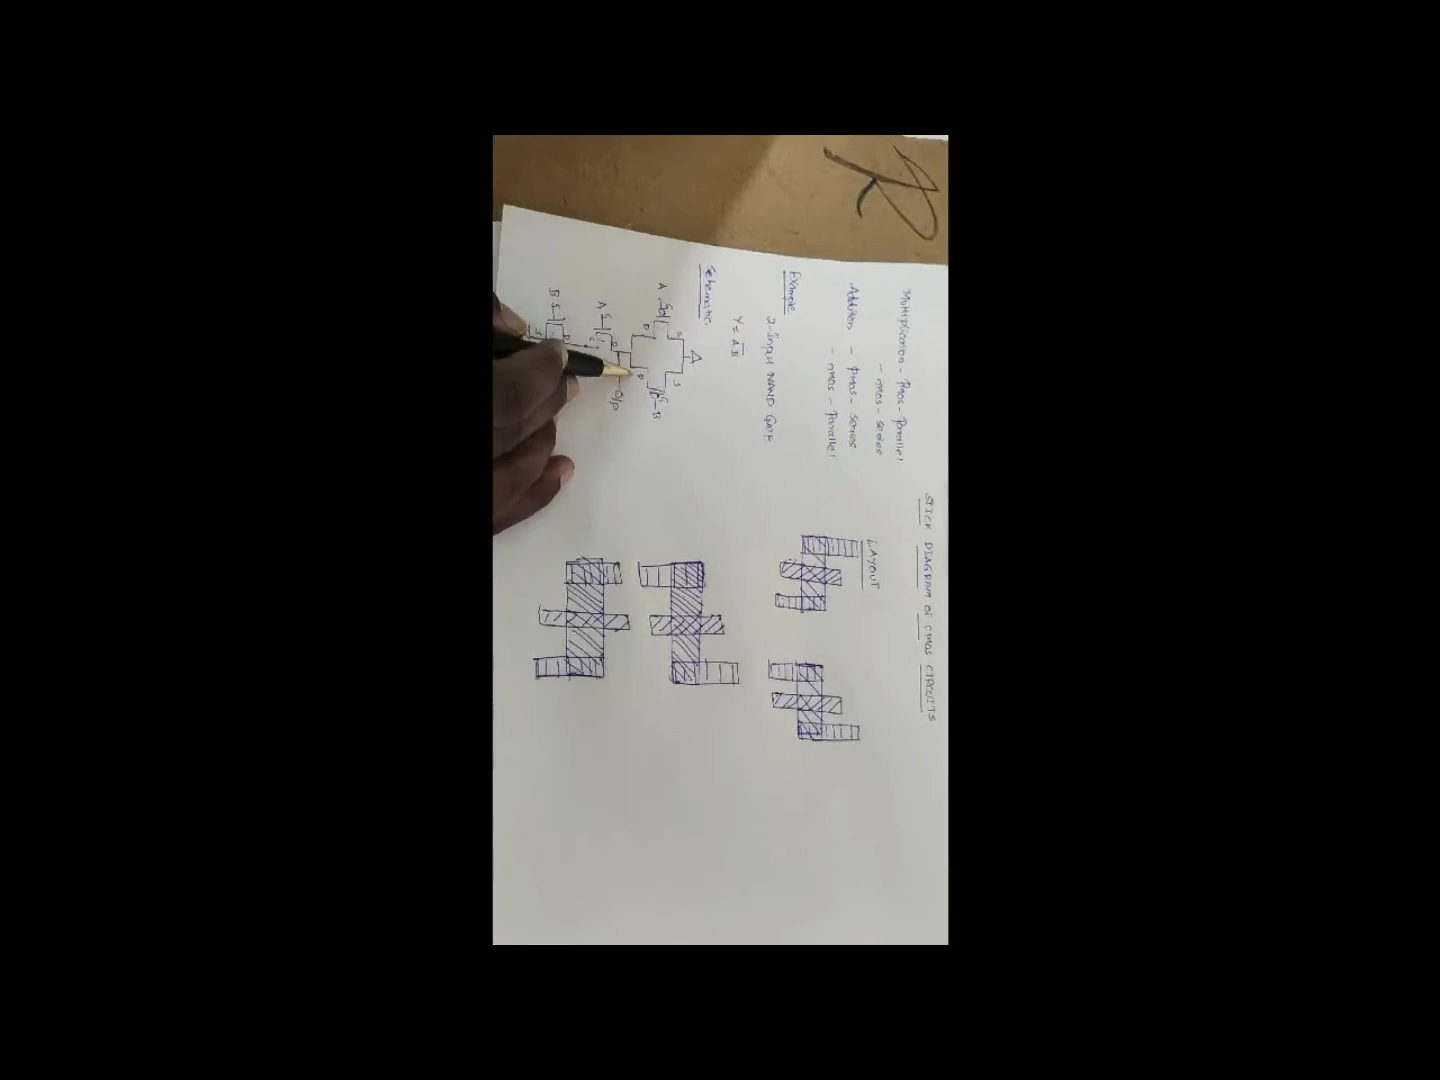 STICK DIAGRAM OF CMOS CIRCUITS
Multiplication - Pmos - Parallel
- nmos - series
Addition - Pmos - series
- nmos - Parallel
Example
2-Input NAND GATE
Y = A.B
Schematic
S
S
A
B
D
D
O/P
A
D
S
B
D
S
LAYOUT
R